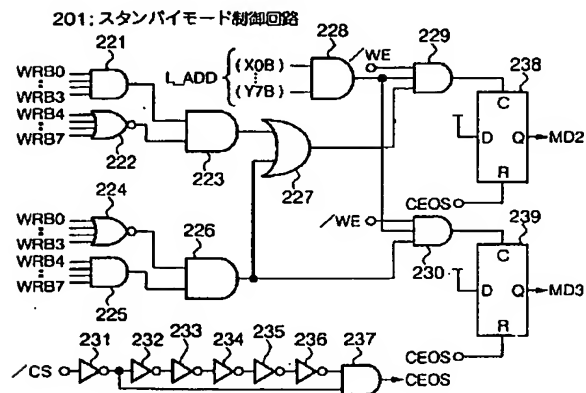 201; スタンバイモード制御回路
221
228
229
WRB0
WRB3
L_ADD
(X0B)
(Y7B)
/WE
238
WRB4
WRB7
222
223
227
C
D
Q
MD2
R
CEOS
224
226
WRB0
WRB3
/WE
239
WRB4
WRB7
225
230
C
D
Q
MD3
R
231
232
233
234
235
236
237
/CS
CEOS
CEOS